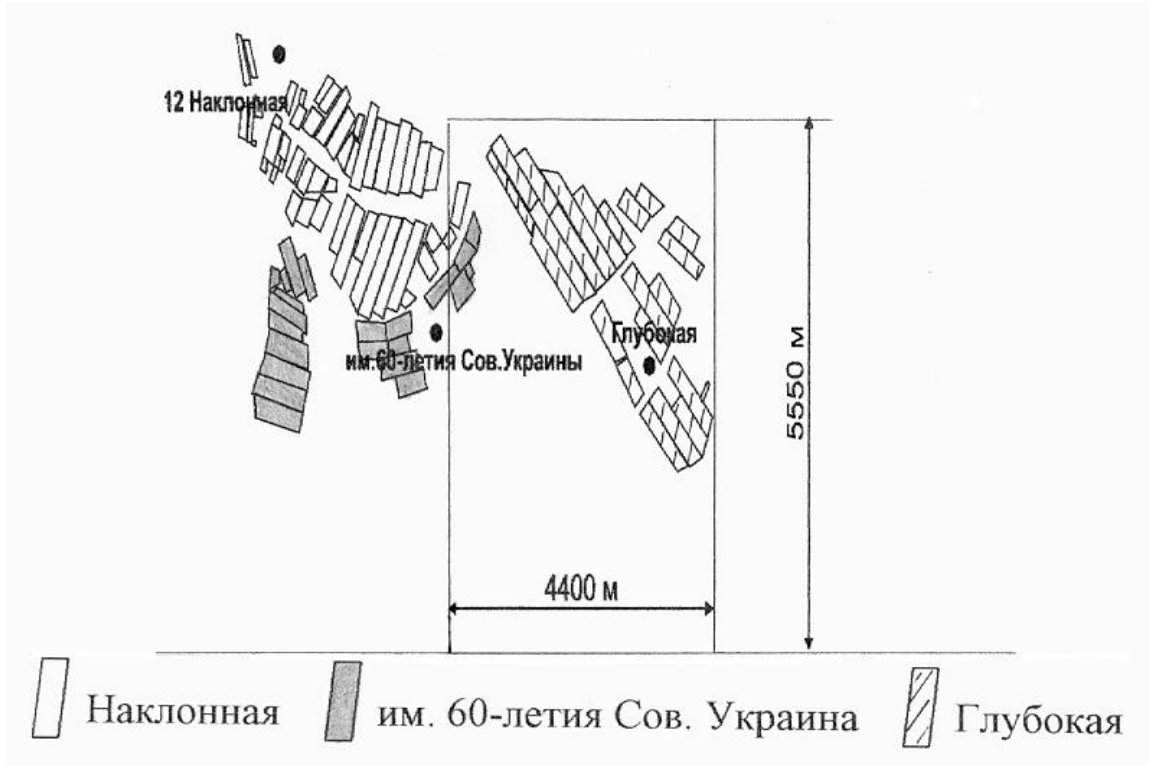 12 Наклонная
Глубокая
им.60-летия Сов.Украины
5550 м
4400 м
Наклонная
им. 60-летия Сов. Украина
Глубокая